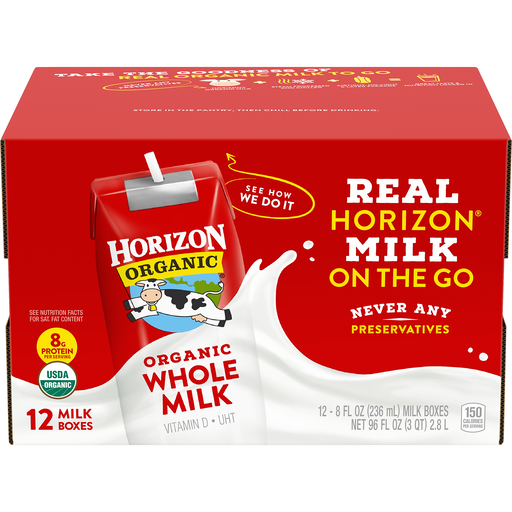 TAKE THE GOODNESS OF
REAL ORGANIC MILK TO GO
STORE IN THE PANTRY, THEN CHILL BEFORE DRINKING.
SEE HOW
WE DO IT
REAL
HORIZON®
MILK
ON THE GO
NEVER ANY
PRESERVATIVES
HORIZON
ORGANIC
ORGANIC
WHOLE
MILK
VITAMIN D • UHT
SEE NUTRITION FACTS
FOR SAT. FAT CONTENT
8G
PROTEIN
PER SERVING
USDA
ORGANIC
12 MILK
BOXES
12 - 8 FL OZ (236 mL) MILK BOXES
NET 96 FL OZ (3 QT) 2.8 L
150
CALORIES
PER SERVING